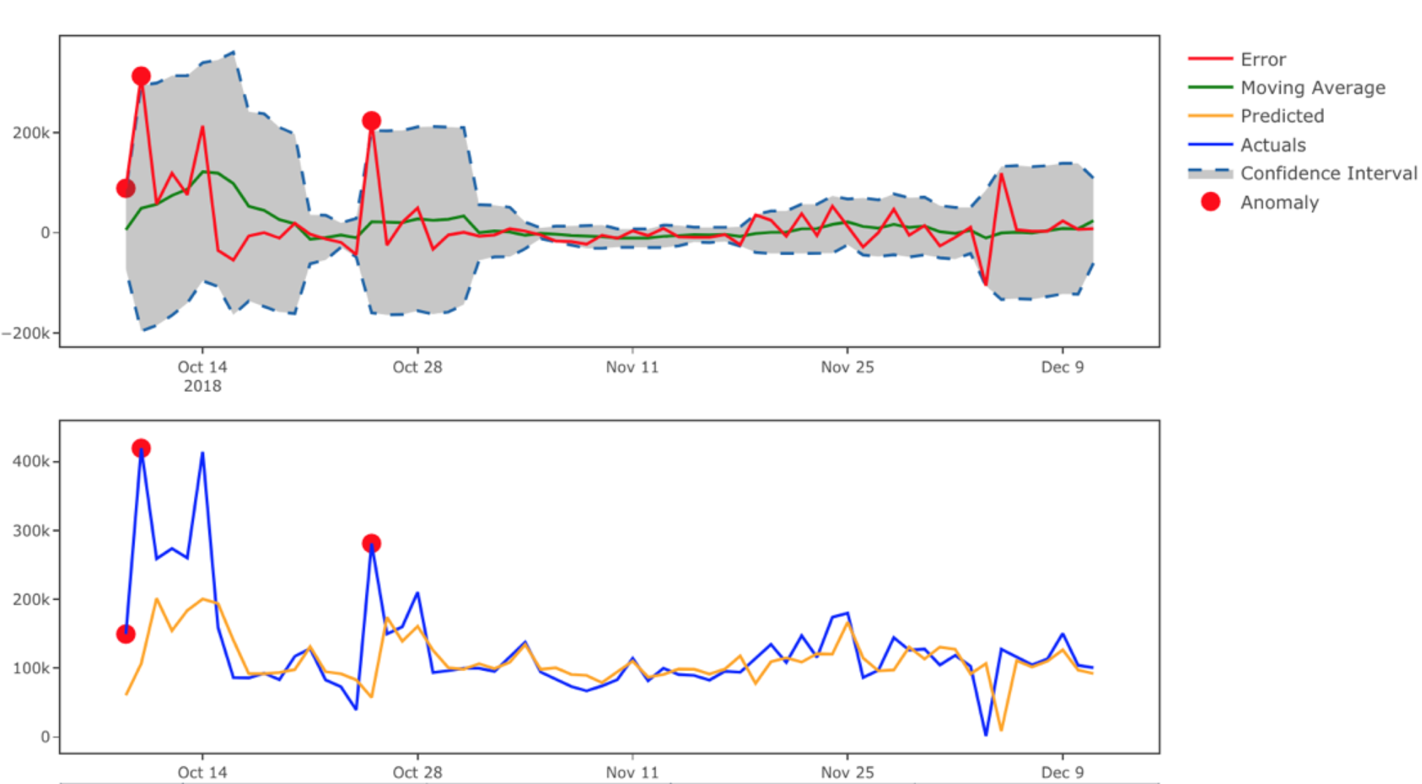 Error
Moving Average
Predicted
Actuals
Confidence Interval
Anomaly
200k
0
−200k
Oct 14 Oct 28 Nov 11 Nov 25 Dec 9
2018
400k
300k
200k
100k
0
Oct 14 Oct 28 Nov 11 Nov 25 Dec 9